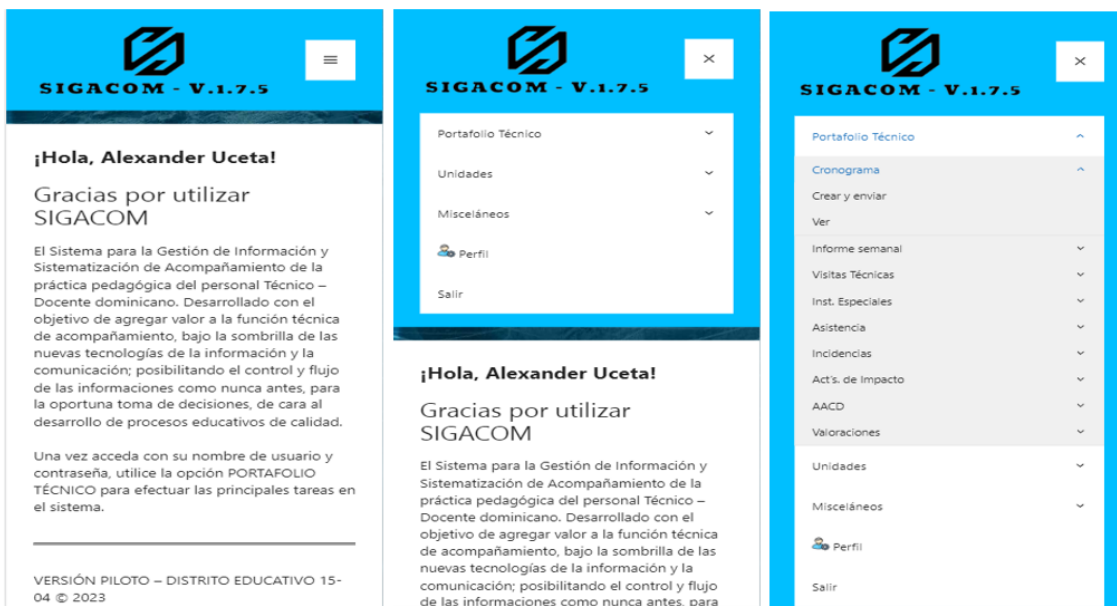 SIGACOM - V.1.7.5
¡Hola, Alexander Uceta!
Gracias por utilizar
SIGACOM
El Sistema para la Gestión de Información y
Sistematización de Acompañamiento de la
práctica pedagógica del personal Técnico –
Docente dominicano. Desarrollado con el
objetivo de agregar valor a la función técnica
de acompañamiento, bajo la sombrilla de las
nuevas tecnologías de la información y la
comunicación; posibilitando el control y flujo
de las informaciones como nunca antes, para
la oportuna toma de decisiones, de cara al
desarrollo de procesos educativos de calidad.
Una vez acceda con su nombre de usuario y
contraseña, utilice la opción PORTAFOLIO
TÉCNICO para efectuar las principales tareas en
el sistema.
VERSIÓN PILOTO – DISTRITO EDUCATIVO 15-
04 © 2023
SIGACOM - V.1.7.5
Portafolio Técnico
Unidades
Misceláneos
Perfil
Salir
¡Hola, Alexander Uceta!
Gracias por utilizar
SIGACOM
El Sistema para la Gestión de Información y
Sistematización de Acompañamiento de la
práctica pedagógica del personal Técnico –
Docente dominicano. Desarrollado con el
objetivo de agregar valor a la función técnica
de acompañamiento, bajo la sombrilla de las
nuevas tecnologías de la información y la
comunicación; posibilitando el control y flujo
de las informaciones como nunca antes, para
SIGACOM - V.1.7.5
Portafolio Técnico
Cronograma
Crear y enviar
Ver
Informe semanal
Visitas Técnicas
Inst. Especiales
Asistencia
Incidencias
Act's. de Impacto
AACD
Valoraciones
Unidades
Misceláneos
Perfil
Salir